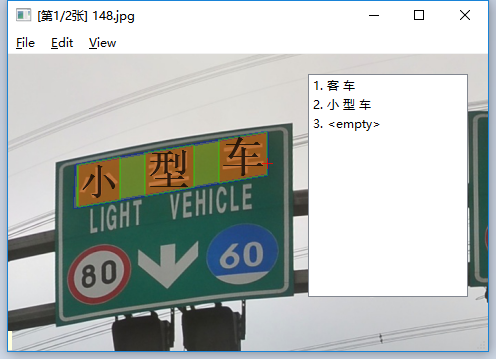 [第1/2张] 148.jpg
File Edit View
1. 客 车
2. 小 型 车
3. <empty>
小型车
LIGHT VEHICLE
80 60